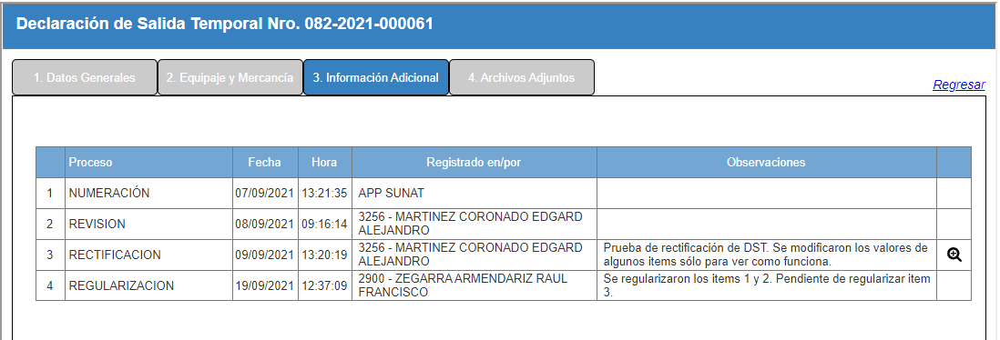 Declaración de Salida Temporal Nro. 082-2021-000061
1. Datos Generales 2. Equipaje y Mercancía 3. Información Adicional 4. Archivos Adjuntos
Regresar
Proceso Fecha Hora Registrado en/por Observaciones
1 NUMERACIÓN 07/09/2021 13:21:35 APP SUNAT
2 REVISION 08/09/2021 09:16:14 3256 - MARTINEZ CORONADO EDGARD
ALEJANDRO
3 RECTIFICACION 09/09/2021 13:20:19 3256 - MARTINEZ CORONADO EDGARD
ALEJANDRO
Prueba de rectificación de DST. Se modificaron los valores de
algunos items sólo para ver como funciona.
4 REGULARIZACION 19/09/2021 12:37:09 2900 - ZEGARRA ARMENDARIZ RAUL
FRANCISCO
Se regularizaron los items 1 y 2. Pendiente de regularizar item
3.